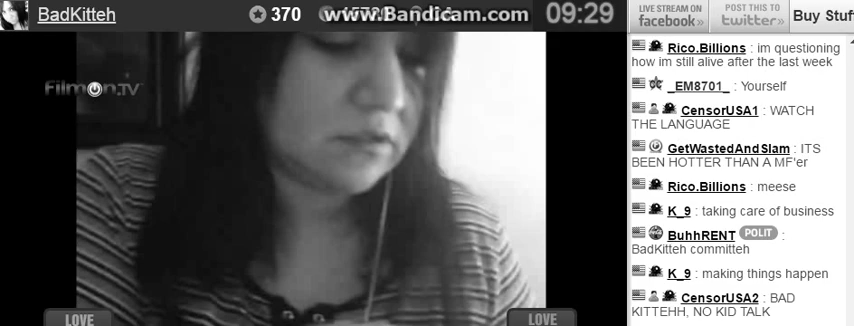 BadKitteh
370
www.Bandicam.com
09:29
LIVE STREAM ON
facebook»
POST THIS TO
twitter»
Buy Stuf
FilmOn.TV
Rico.Billions : im questioning
how im still alive after the last
week
_EM8701_ : Yourself
CensorUSA1 : WATCH
THE LANGUAGE
GetWastedAndSlam : ITS
BEEN HOTTER THAN A MF'er
Rico.Billions : meese
K_9 : taking care of business
BuhhRENT POLIT :
BadKitteh committeh
K_9 : making things happen
CensorUSA2 : BAD
KITTEHH, NO KID TALK
LOVE
LOVE